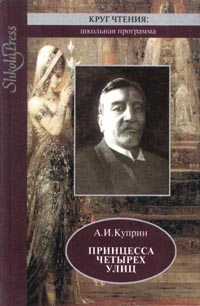 КРУГ ЧТЕНИЯ:
школьная программа
ShkolaPress
А.И.Куприн
ПРИНЦЕССА
ЧЕТЫРЕХ
УЛИЦ